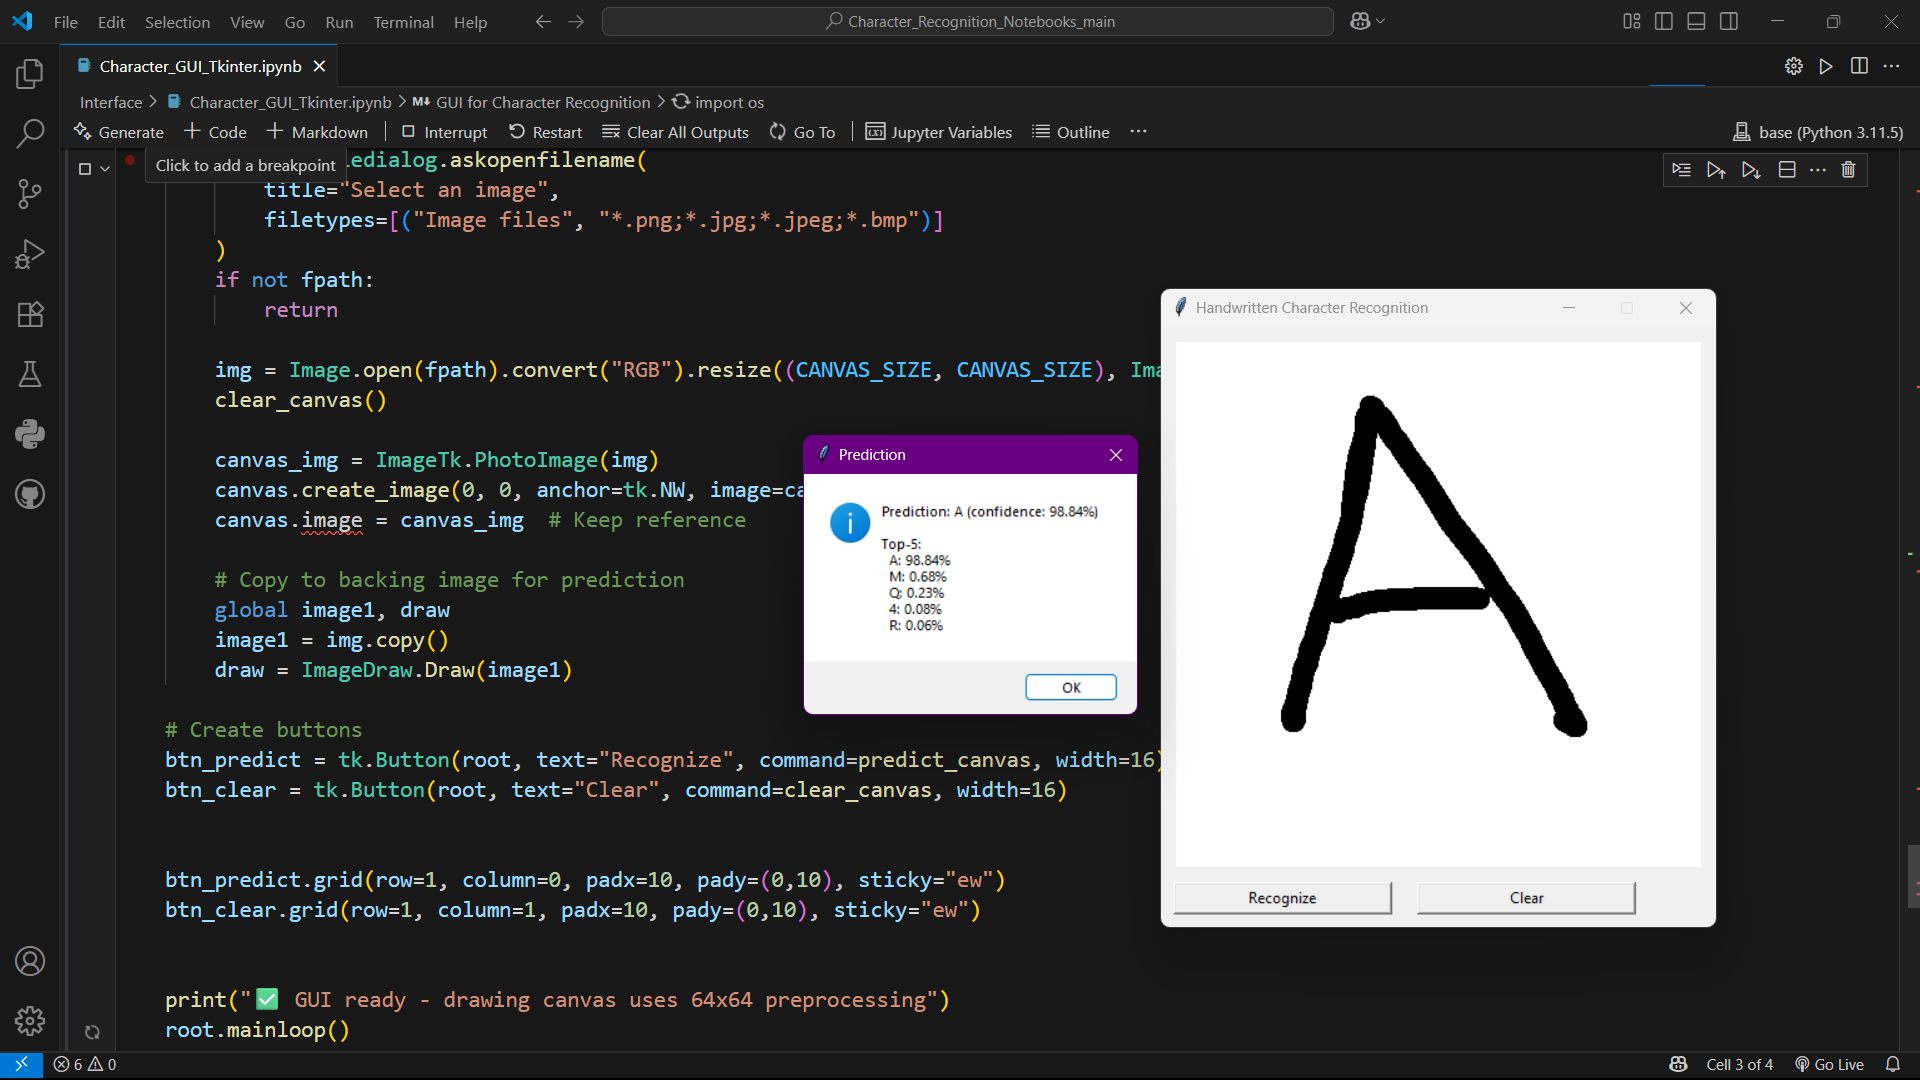 File Edit Selection View Go Run Terminal Help
Character_Recognition_Notebooks_main
Character_GUI_Tkinter.ipynb
Interface > Character_GUI_Tkinter.ipynb > M↓ GUI for Character Recognition > import os
Generate + Code + Markdown | Interrupt Restart Clear All Outputs Go To | Jupyter Variables Outline ...
base (Python 3.11.5)
Click to add a breakpoint
ledialog.askopenfilename(
title="Select an image",
filetypes=[("Image files", "*.png;*.jpg;*.jpeg;*.bmp")]
)
if not fpath:
return
img = Image.open(fpath).convert("RGB").resize((CANVAS_SIZE, CANVAS_SIZE), Ima
clear_canvas()
canvas_img = ImageTk.PhotoImage(img)
canvas.create_image(0, 0, anchor=tk.NW, image=ca
canvas.image = canvas_img # Keep reference
# Copy to backing image for prediction
global image1, draw
image1 = img.copy()
draw = ImageDraw.Draw(image1)
# Create buttons
btn_predict = tk.Button(root, text="Recognize", command=predict_canvas, width=16)
btn_clear = tk.Button(root, text="Clear", command=clear_canvas, width=16)
btn_predict.grid(row=1, column=0, padx=10, pady=(0,10), sticky="ew")
btn_clear.grid(row=1, column=1, padx=10, pady=(0,10), sticky="ew")
print("✅ GUI ready - drawing canvas uses 64x64 preprocessing")
root.mainloop()
Prediction
Prediction: A (confidence: 98.84%)
Top-5:
A: 98.84%
M: 0.68%
Q: 0.23%
4: 0.08%
R: 0.06%
OK
Handwritten Character Recognition
A
Recognize Clear
6 0
Cell 3 of 4 Go Live